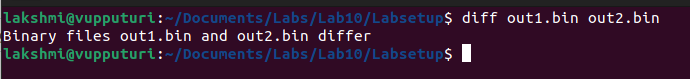 lakshmi@vupputuri:~/Documents/Labs/Lab10/Labsetup$ diff out1.bin out2.bin
Binary files out1.bin and out2.bin differ
lakshmi@vupputuri:~/Documents/Labs/Lab10/Labsetup$